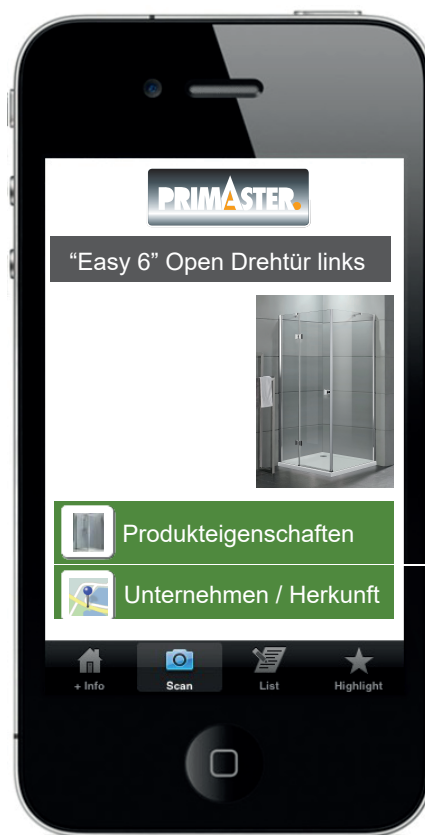 PRIMASTER.
“Easy 6” Open Drehtür links
Produkteigenschaften
Unternehmen / Herkunft
+ Info Scan List Highlight